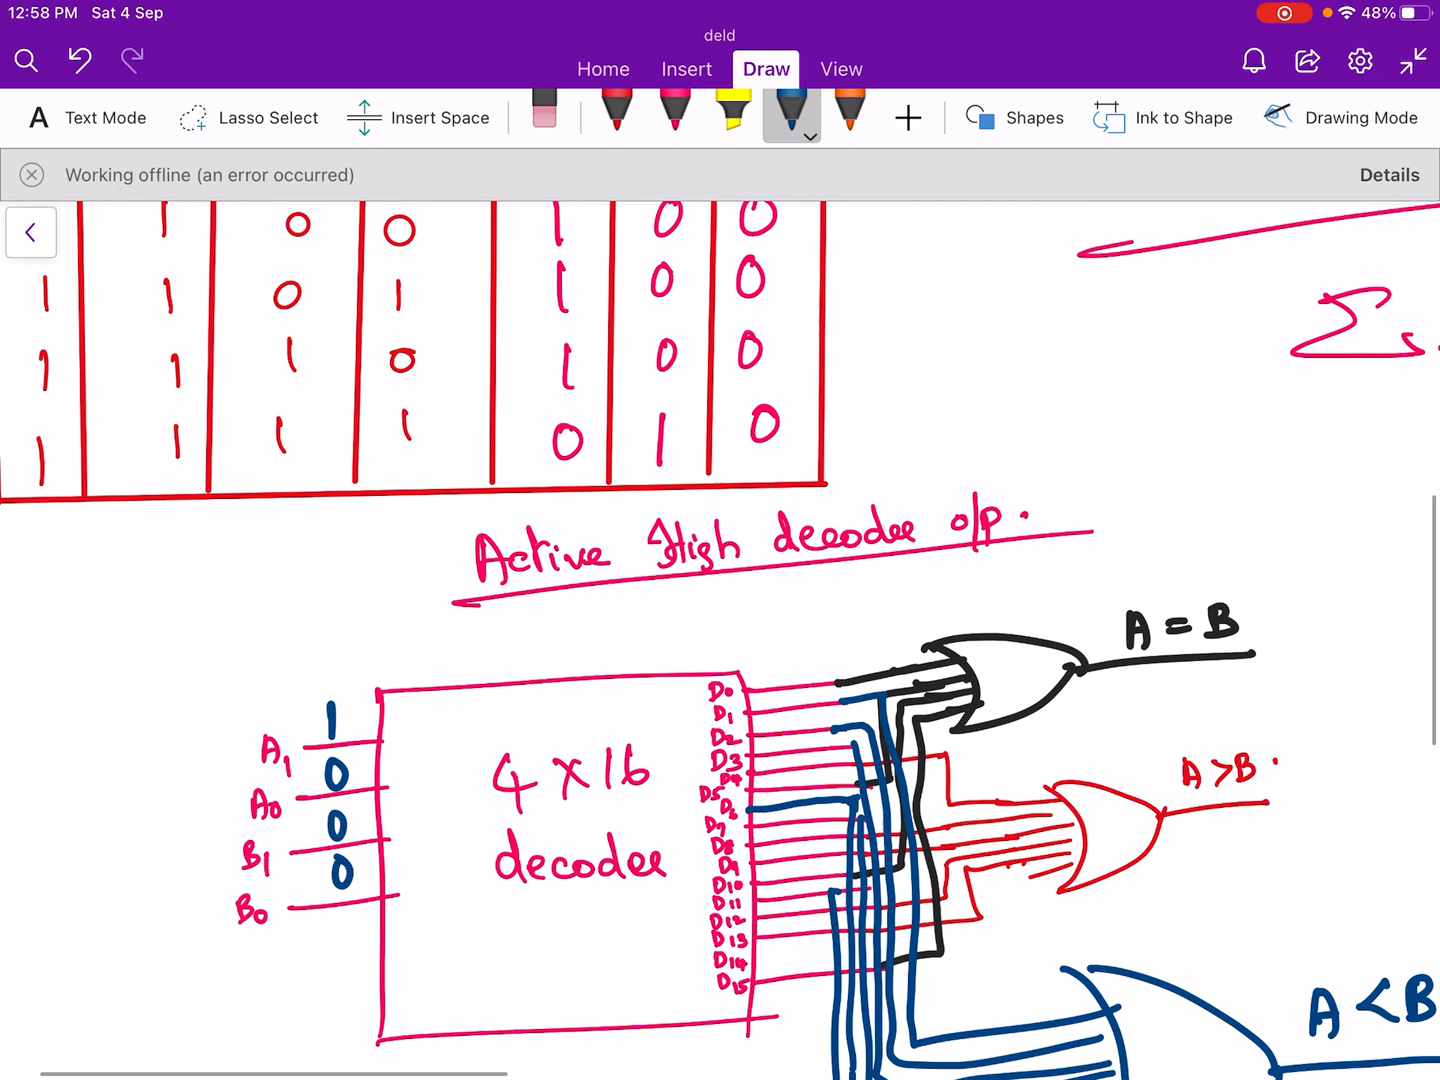 12:58 PM Sat 4 Sep 48%
deld
Home Insert Draw View
A Text Mode Lasso Select Insert Space Shapes Ink to Shape Drawing Mode
Working offline (an error occurred) Details
1 0 0 1 0 0
1 1 0 1 1 0 0
1 1 1 0 1 0 0
1 1 1 1 0 1 0
Σ
Active High decoder o/p.
A = B
A > B
A < B
4 × 16
decoder
A1 1
A0 0
B1 0
B0 0
D0
D1
D2
D3
D4
D5
D6
D7
D8
D9
D10
D11
D12
D13
D14
D15